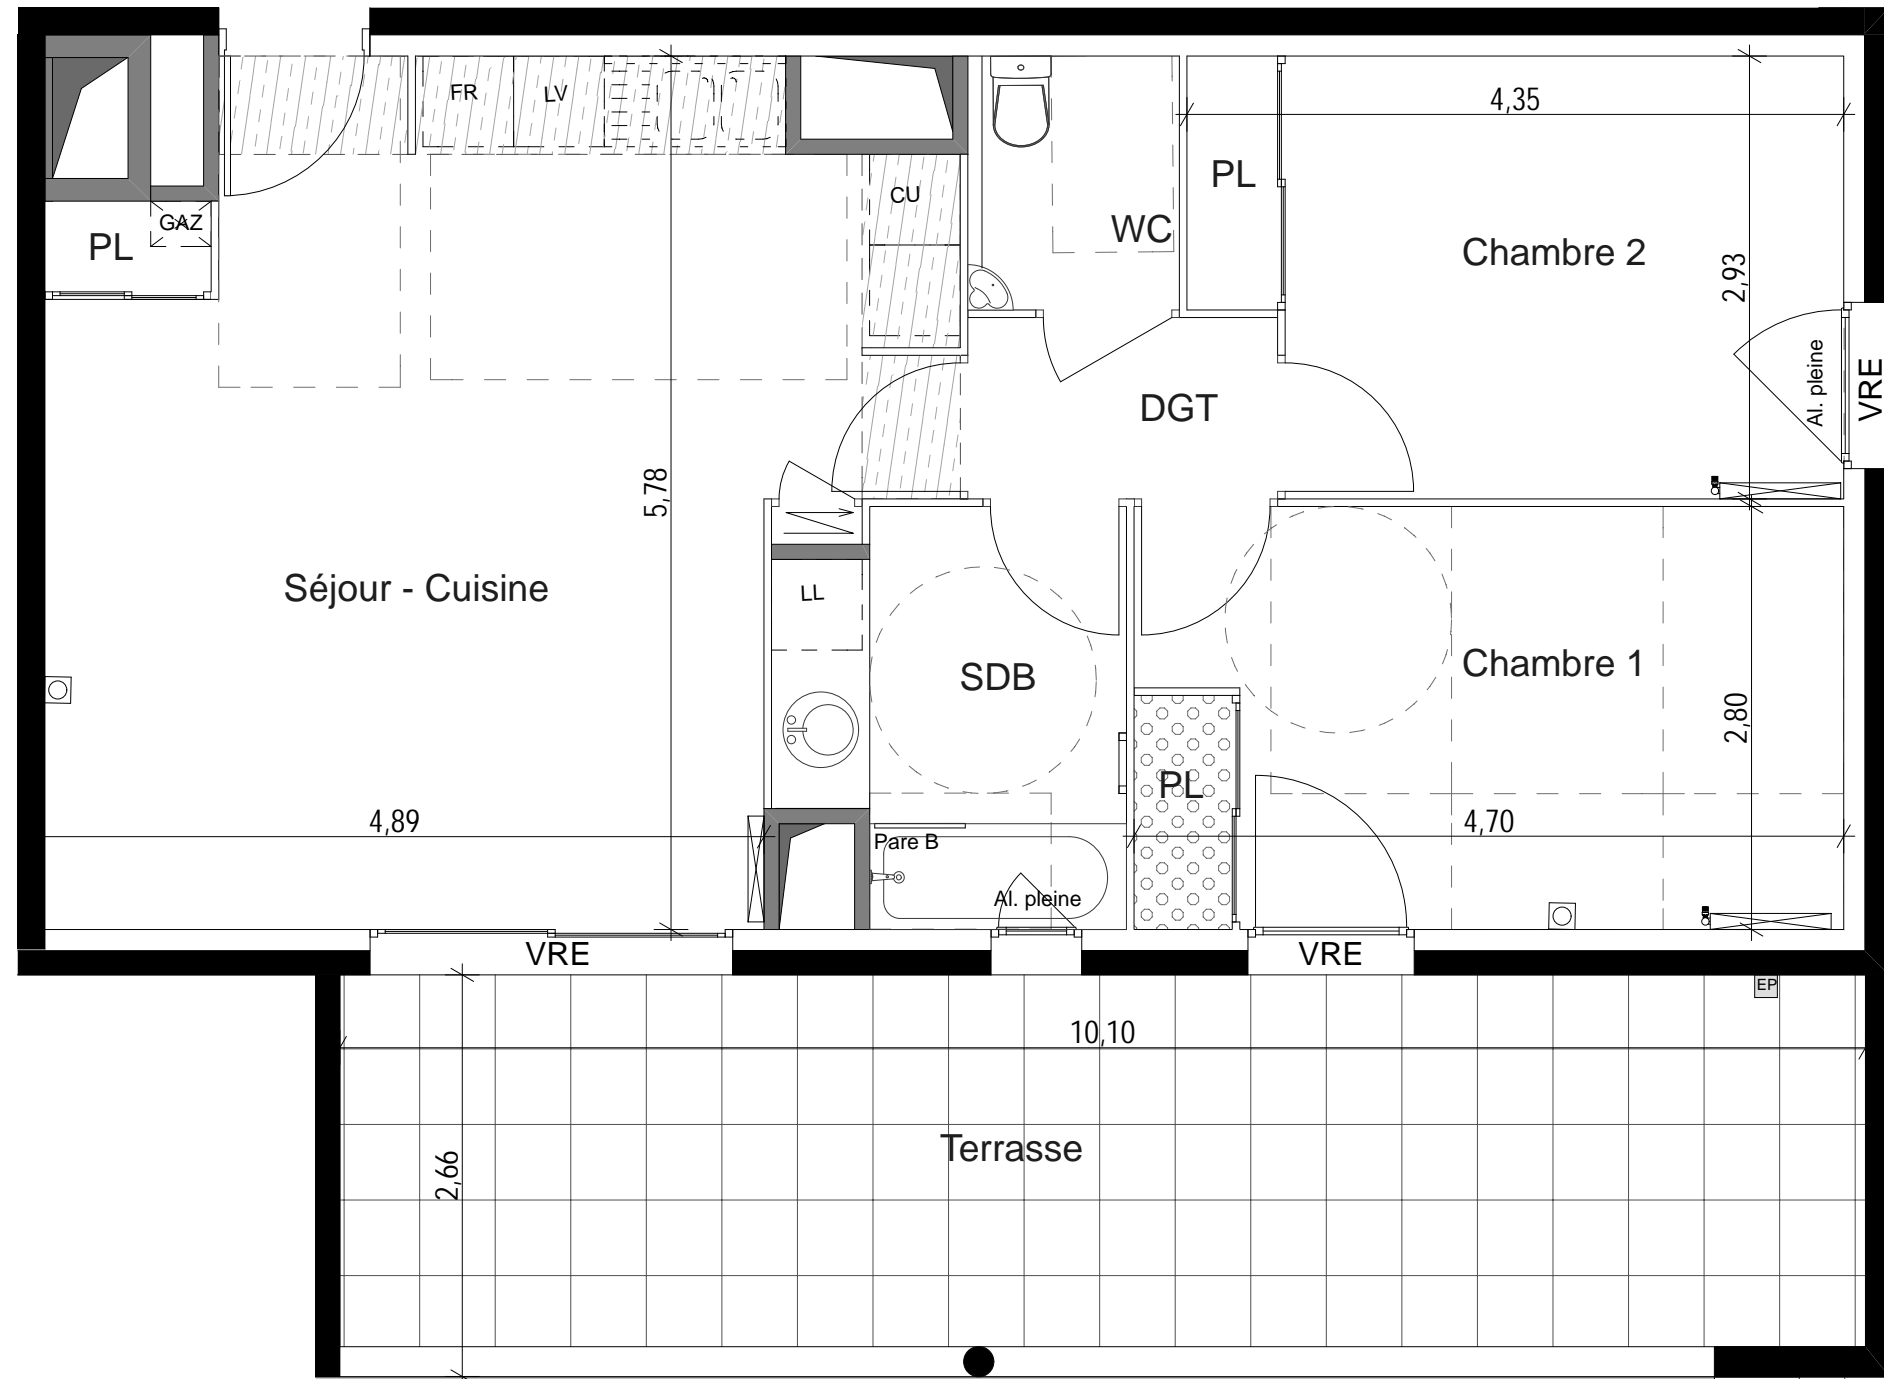 FR
LV
4,35
PL
CU
GAZ
PL
WC
Chambre 2
2,93
Al. pleine
VRE
DGT
5,78
Séjour - Cuisine
LL
SDB
Chambre 1
2,80
PL
4,89
4,70
Pare B
Al. pleine
VRE
VRE
EP
10,10
Terrasse
2,66